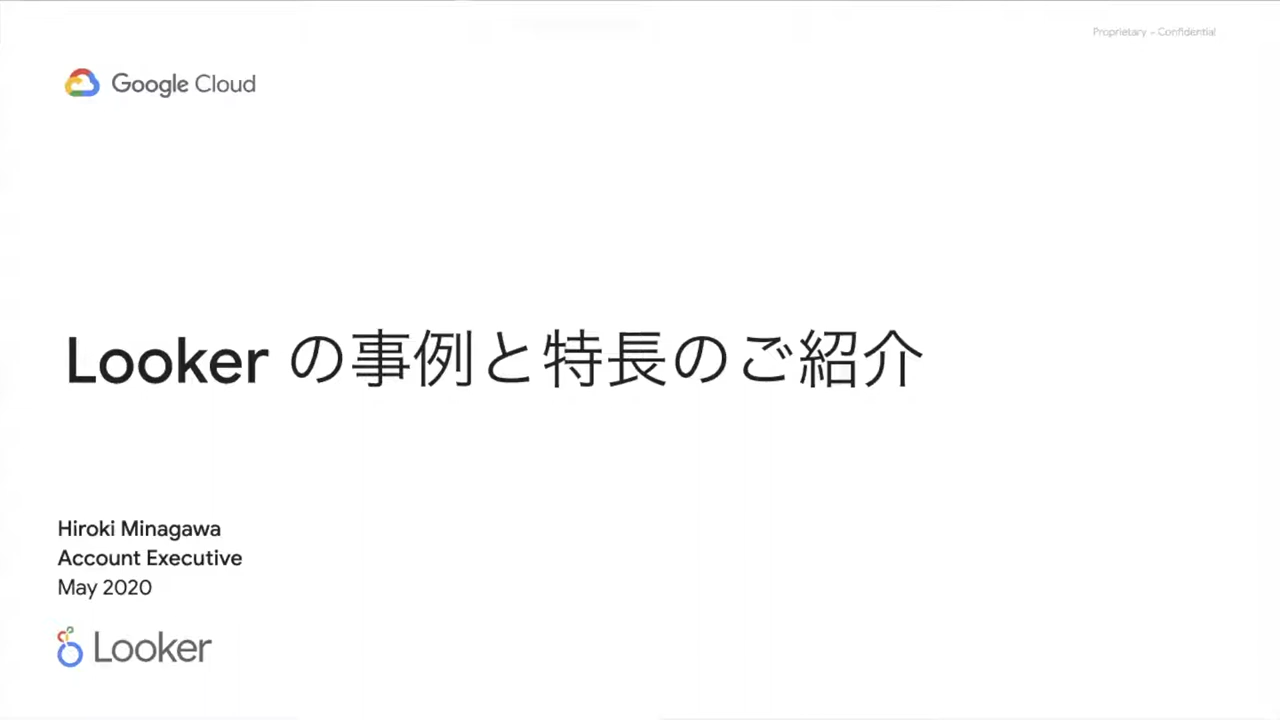 Proprietary – Confidential
Google Cloud
Looker の事例と特長のご紹介
Hiroki Minagawa
Account Executive
May 2020
Looker